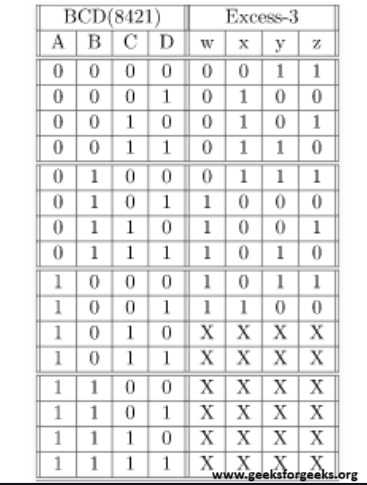 BCD(8421) Excess-3
A B C D w x y z
0 0 0 0 0 0 1 1
0 0 0 1 0 1 0 0
0 0 1 0 0 1 0 1
0 0 1 1 0 1 1 0
0 1 0 0 0 1 1 1
0 1 0 1 1 0 0 0
0 1 1 0 1 0 0 1
0 1 1 1 1 0 1 0
1 0 0 0 1 0 1 1
1 0 0 1 1 1 0 0
1 0 1 0 X X X X
1 0 1 1 X X X X
1 1 0 0 X X X X
1 1 0 1 X X X X
1 1 1 0 X X X X
1 1 1 1 X X X X
www.geeksforgeeks.org